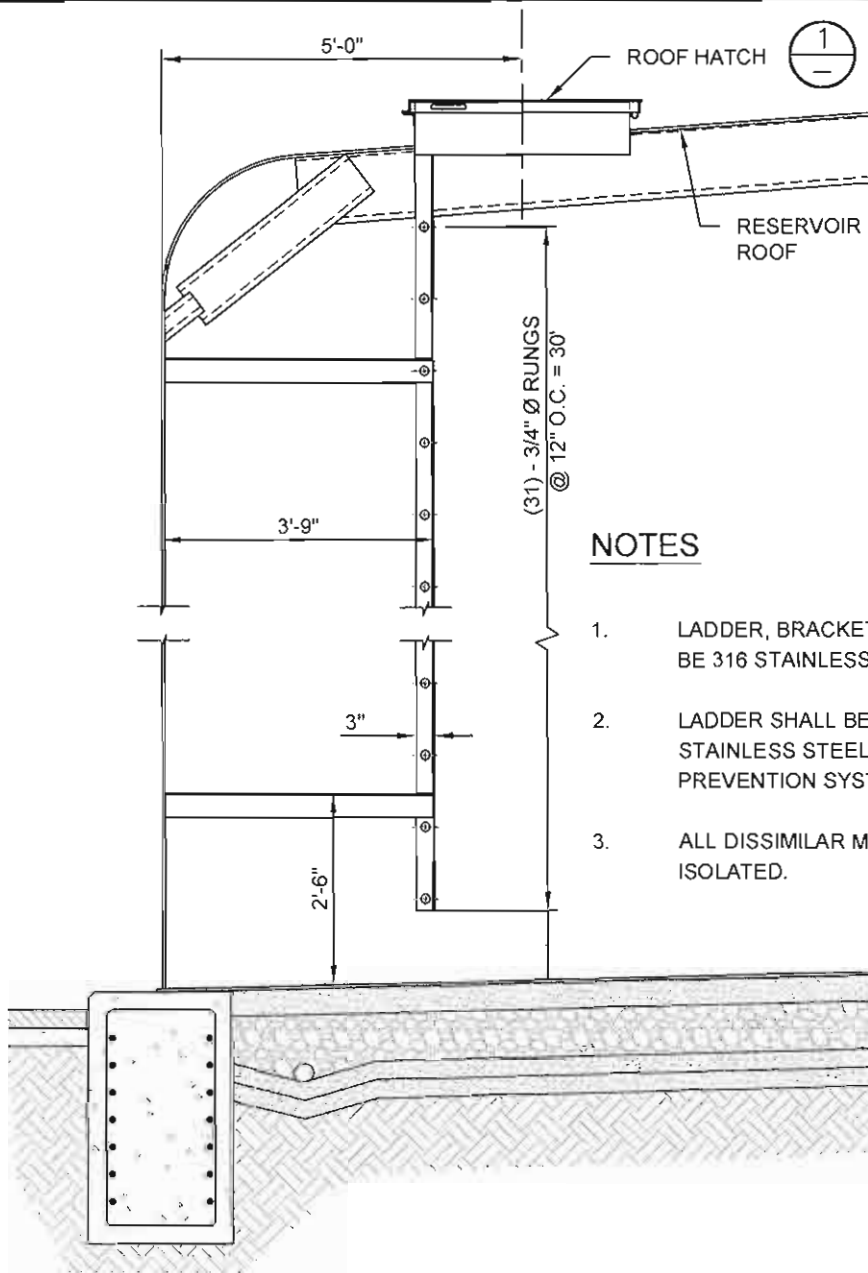 5'-0"
ROOF HATCH
1
–
RESERVOIR
ROOF
(31) - 3/4" Ø RUNGS
@ 12" O.C. = 30'
3'-9"
NOTES
1. LADDER, BRACKET
BE 316 STAINLESS
2. LADDER SHALL BE
STAINLESS STEEL
PREVENTION SYST
3. ALL DISSIMILAR M
ISOLATED.
3"
2'-6"